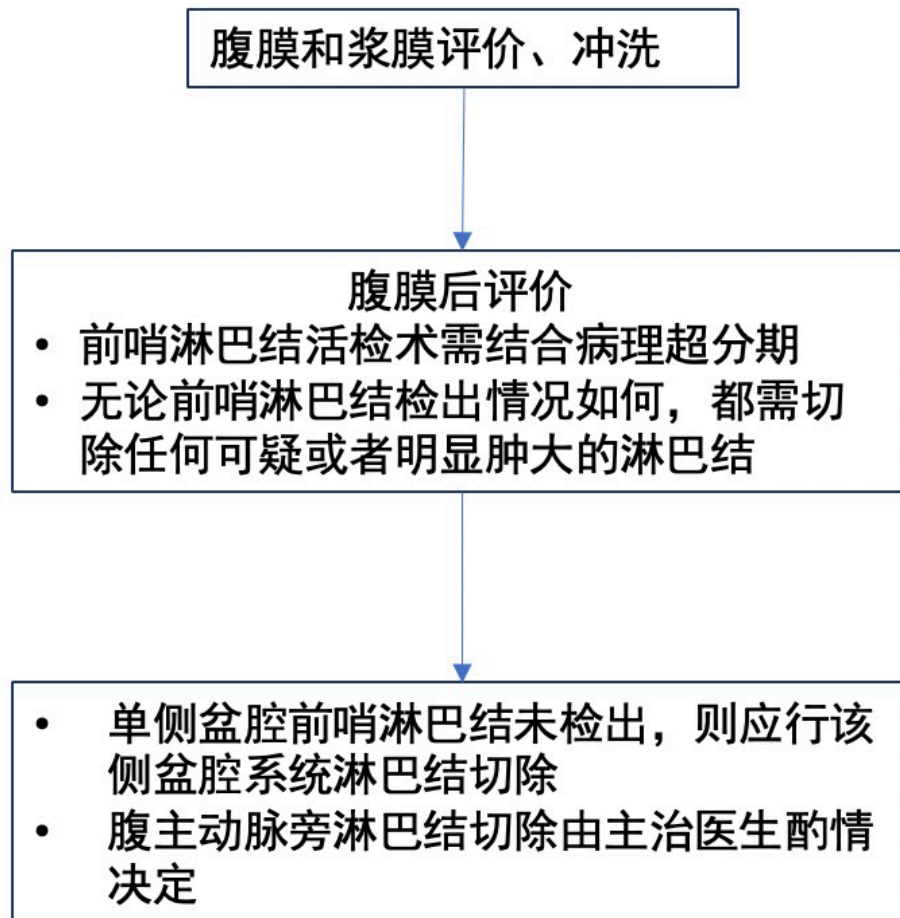 腹膜和浆膜评价、冲洗
腹膜后评价
• 前哨淋巴结活检术需结合病理超分期
• 无论前哨淋巴结检出情况如何，都需切
除任何可疑或者明显肿大的淋巴结
• 单侧盆腔前哨淋巴结未检出，则应行该
侧盆腔系统淋巴结切除
• 腹主动脉旁淋巴结切除由主治医生酌情
决定